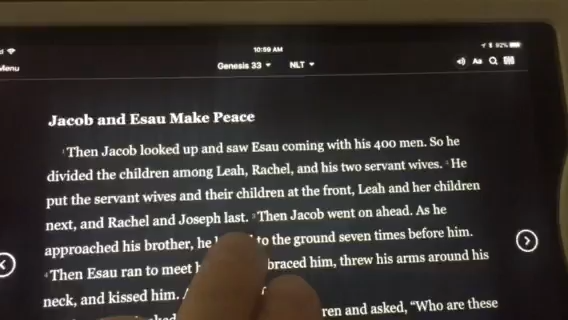 10:59 AM
92%
Menu
Genesis 33
NLT
Aa
Jacob and Esau Make Peace
Then Jacob looked up and saw Esau coming with his 400 men. So he
divided the children among Leah, Rachel, and his two servant wives. He
put the servant wives and their children at the front, Leah and her children
next, and Rachel and Joseph last. Then Jacob went on ahead. As he
approached his brother, he to the ground seven times before him.
4 Then Esau ran to meet him, threw his arms around his
neck, and kissed him.
and asked, “Who are these